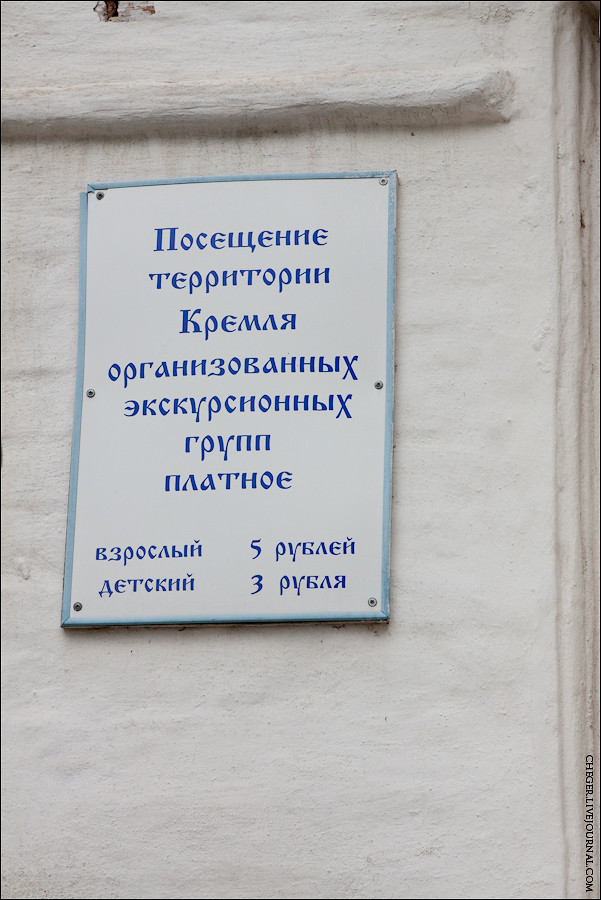 Посещение
территории
Кремля
организованных
экскурсионных
групп
платное
взрослый 5 рублей
детский 3 рубля
CHEGER.LIVEJOURNAL.COM